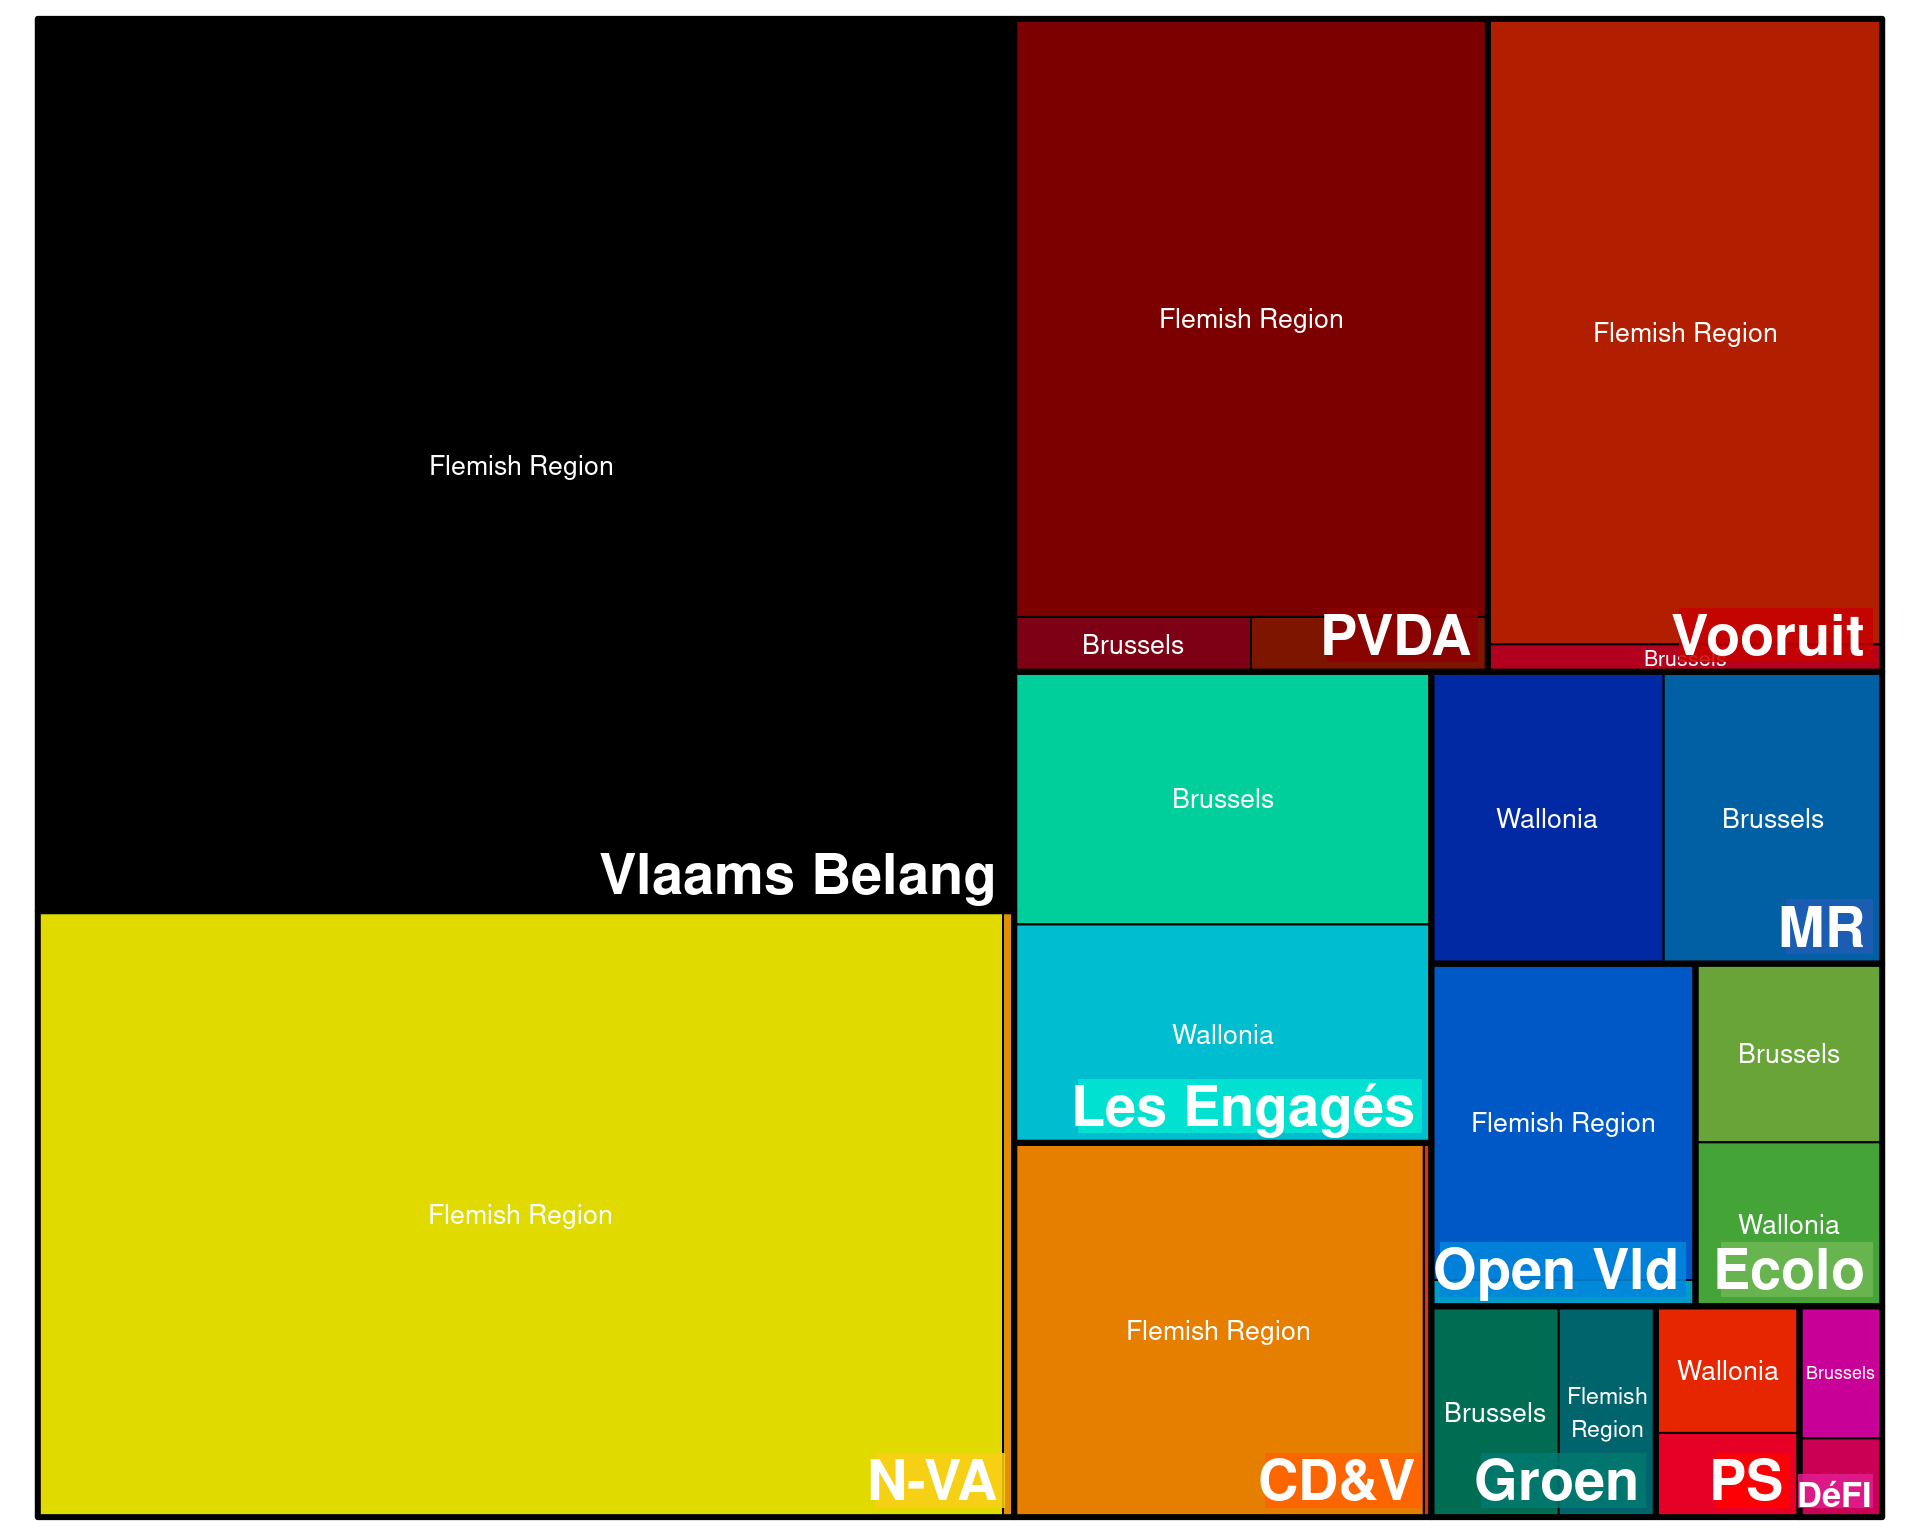 Flemish Region
Vlaams Belang
Flemish Region
N-VA
Flemish Region
Brussels
PVDA
Flemish Region
Brussels
Vooruit
Brussels
Wallonia
Les Engagés
Flemish Region
CD&V
Wallonia
Brussels
MR
Flemish Region
Open Vld
Brussels
Wallonia
Ecolo
Brussels
Flemish
Region
Groen
Wallonia
PS
Brussels
DéFI